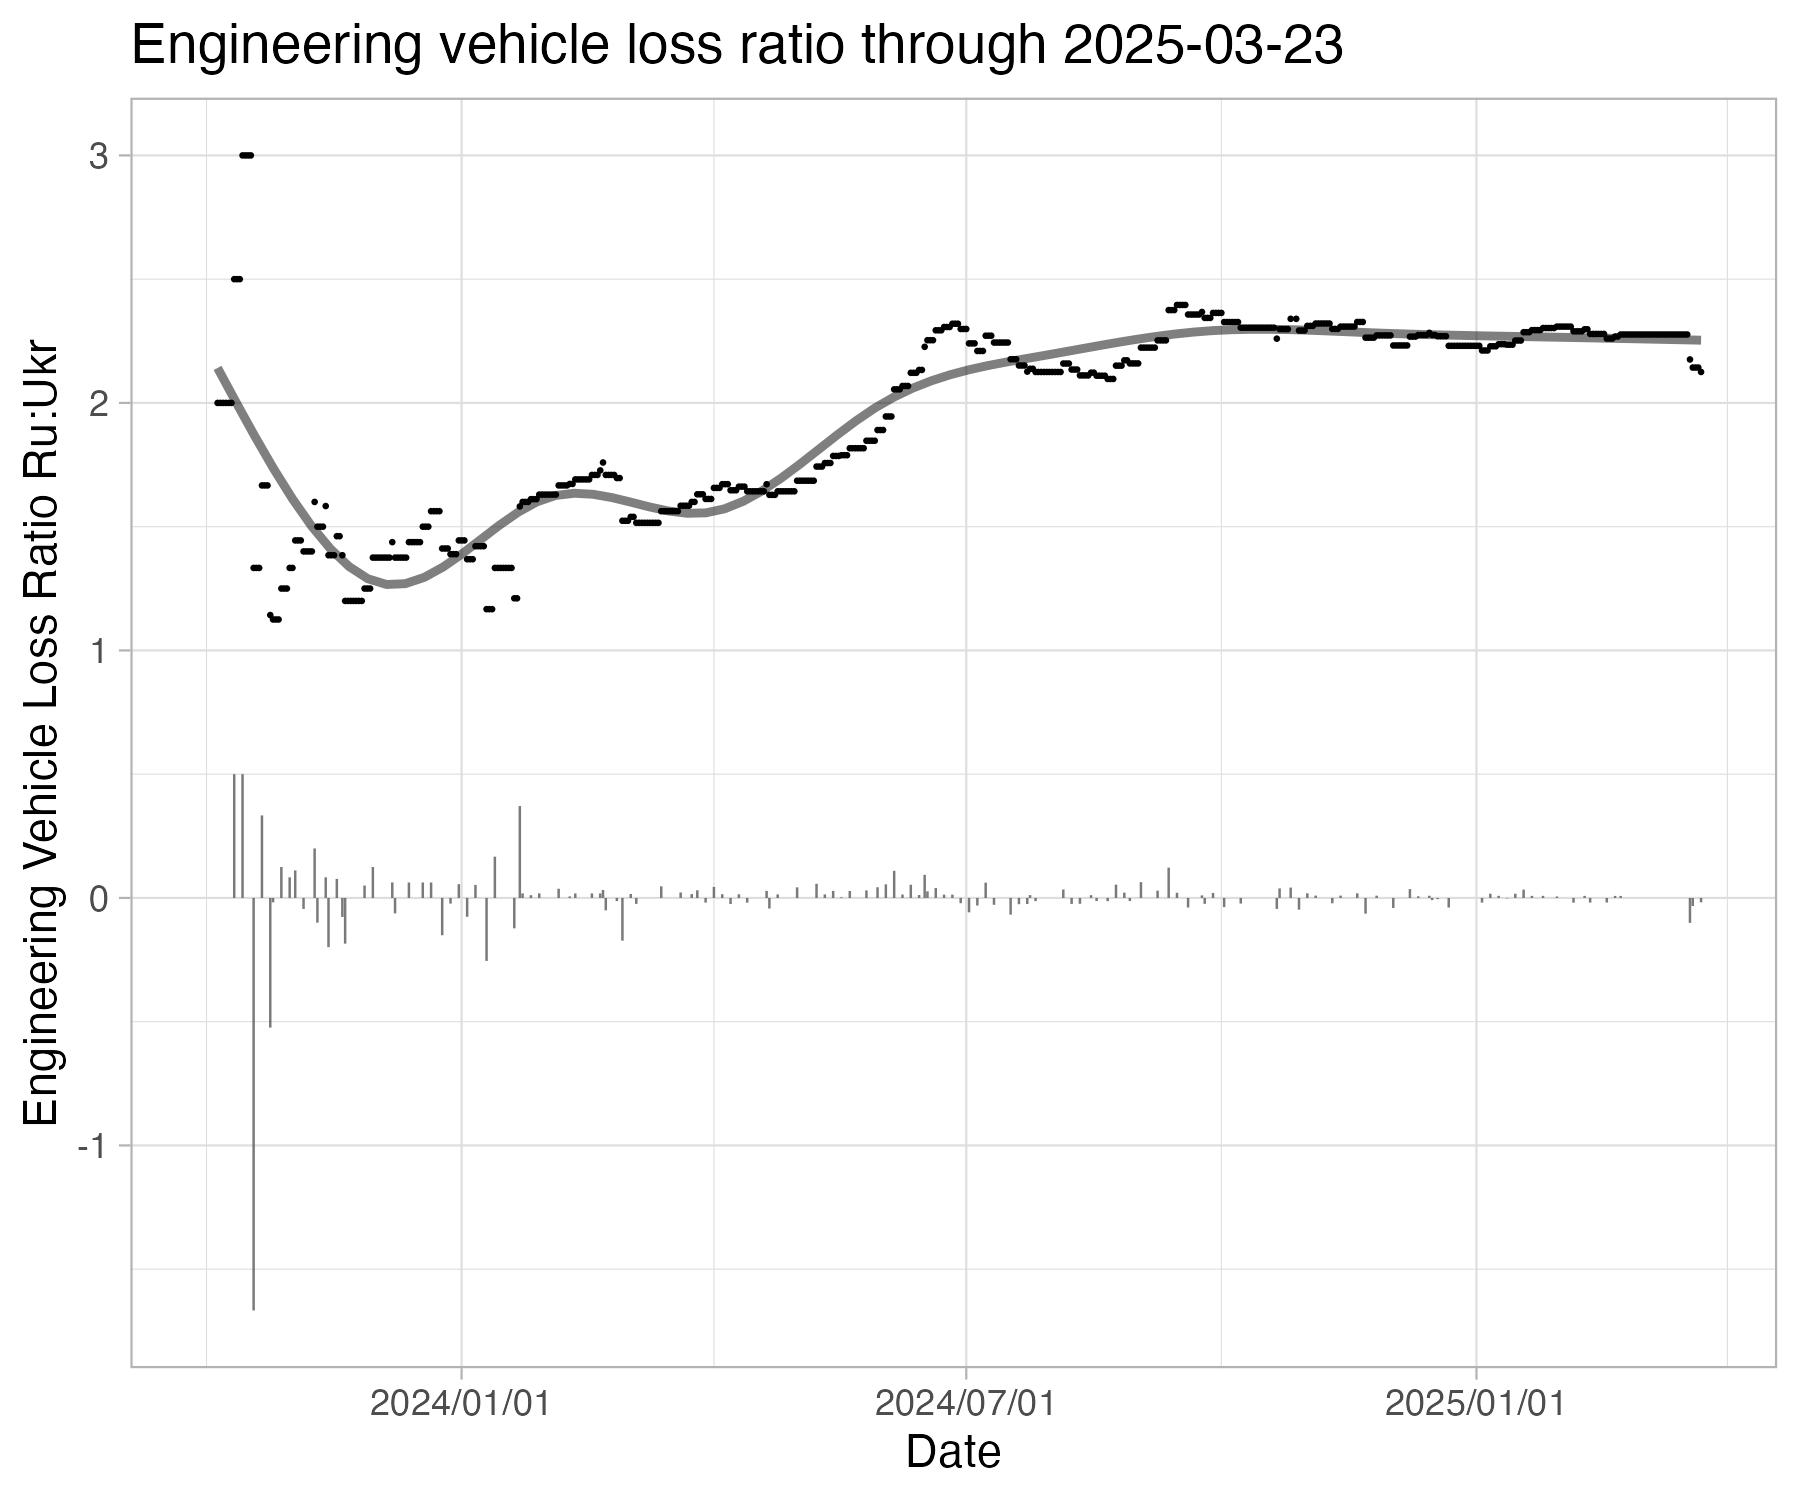 Engineering vehicle loss ratio through 2025-03-23
Engineering Vehicle Loss Ratio Ru:Ukr
3
2
1
0
-1
2024/01/01
2024/07/01
2025/01/01
Date